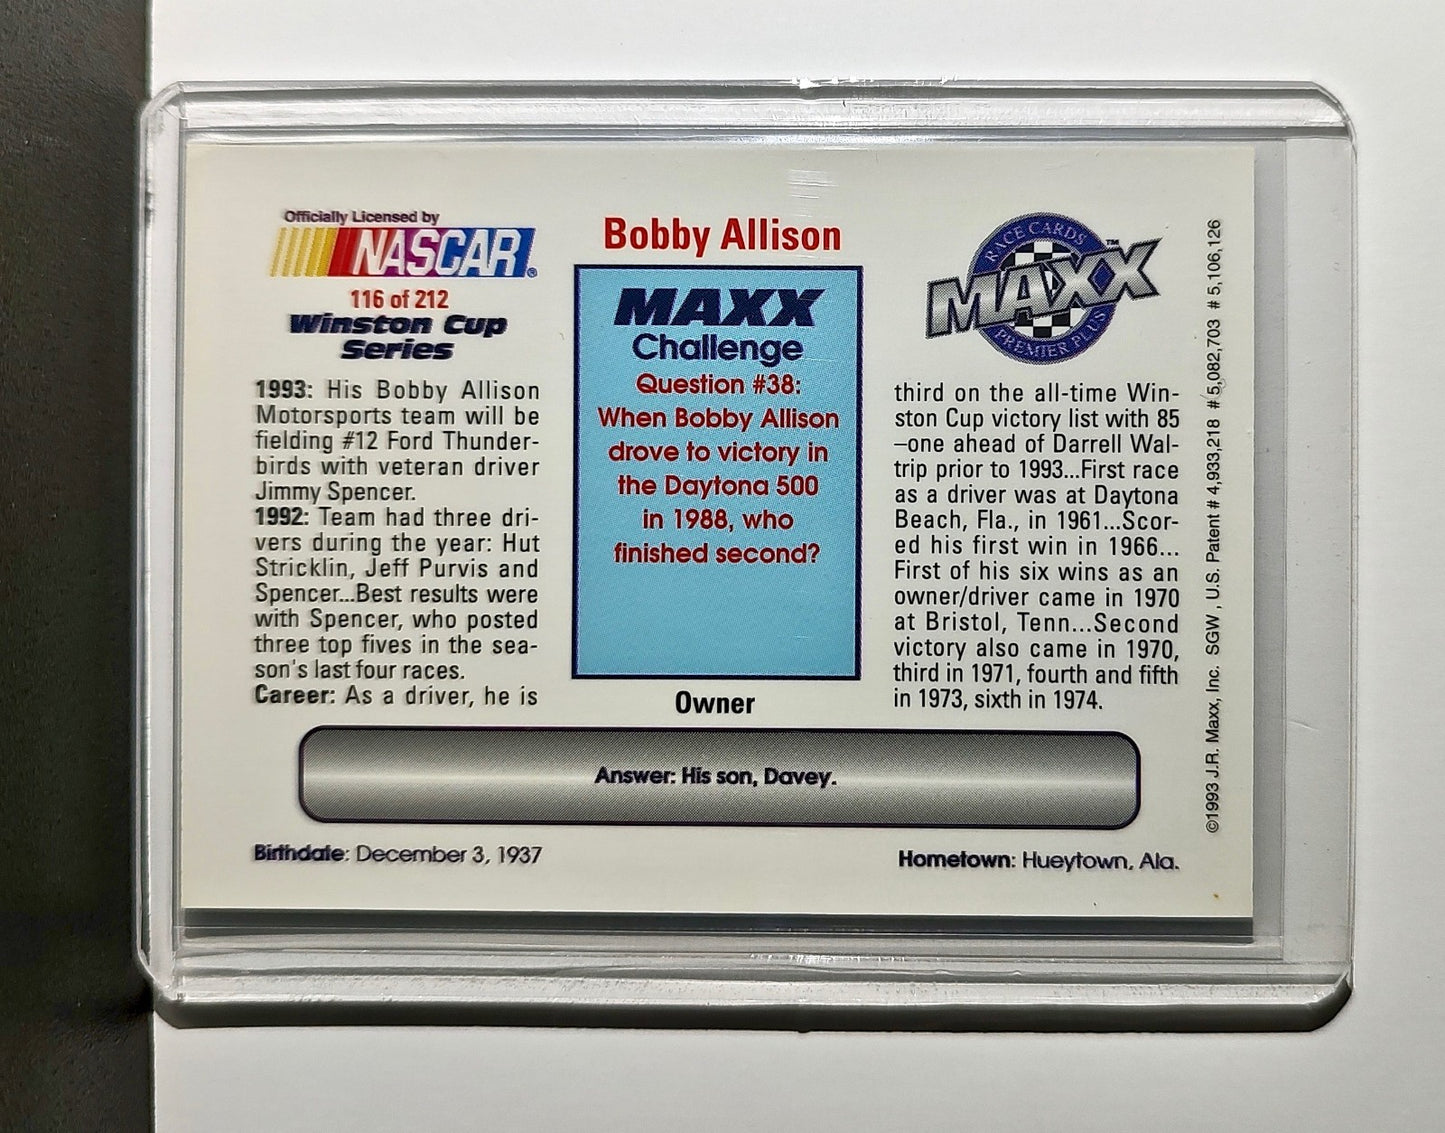 Officially Licensed by
NASCAR®
116 of 212
Winston Cup
Series
1993: His Bobby Allison
Motorsports team will be
fielding #12 Ford Thunder-
birds with veteran driver
Jimmy Spencer.
1992: Team had three dri-
vers during the year: Hut
Stricklin, Jeff Purvis and
Spencer...Best results were
with Spencer, who posted
three top fives in the sea-
son's last four races.
Career: As a driver, he is
Bobby Allison
MAXX
Challenge
Question #38:
When Bobby Allison
drove to victory in
the Daytona 500
in 1988, who
finished second?
Owner
RACE CARDS
MAXX™
PREMIER PLUS
third on the all-time Win-
ston Cup victory list with 85
–one ahead of Darrell Wal-
trip prior to 1993...First race
as a driver was at Daytona
Beach, Fla., in 1961...Scor-
ed his first win in 1966...
First of his six wins as an
owner/driver came in 1970
at Bristol, Tenn...Second
victory also came in 1970,
third in 1971, fourth and fifth
in 1973, sixth in 1974.
Answer: His son, Davey.
Birthdate: December 3, 1937
Hometown: Hueytown, Ala.
©1993 J.R. Maxx, Inc. SGW, U.S. Patent # 4,933,218 # 5,082,703 # 5,106,126